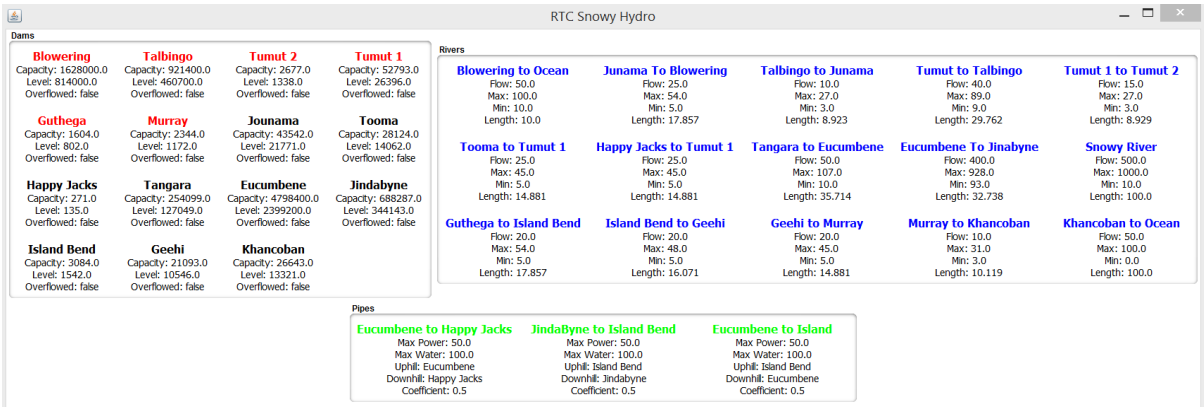 RTC Snowy Hydro
Dams
Blowering Talbingo Tumut 2 Tumut 1
Capacity: 1628000.0 Capacity: 921400.0 Capacity: 2677.0 Capacity: 52793.0
Level: 814000.0 Level: 460700.0 Level: 1338.0 Level: 26396.0
Overflowed: false Overflowed: false Overflowed: false Overflowed: false
Guthega Murray Jounama Tooma
Capacity: 1604.0 Capacity: 2344.0 Capacity: 43542.0 Capacity: 28124.0
Level: 802.0 Level: 1172.0 Level: 21771.0 Level: 14062.0
Overflowed: false Overflowed: false Overflowed: false Overflowed: false
Happy Jacks Tangara Eucumbene Jindabyne
Capacity: 271.0 Capacity: 254099.0 Capacity: 4798400.0 Capacity: 688287.0
Level: 135.0 Level: 127049.0 Level: 2399200.0 Level: 344143.0
Overflowed: false Overflowed: false Overflowed: false Overflowed: false
Island Bend Geehi Khancoban
Capacity: 3084.0 Capacity: 21093.0 Capacity: 26643.0
Level: 1542.0 Level: 10546.0 Level: 13321.0
Overflowed: false Overflowed: false Overflowed: false
Rivers
Blowering to Ocean Junama To Blowering Talbingo to Junama Tumut to Talbingo Tumut 1 to Tumut 2
Flow: 50.0 Flow: 25.0 Flow: 10.0 Flow: 40.0 Flow: 15.0
Max: 100.0 Max: 54.0 Max: 27.0 Max: 89.0 Max: 27.0
Min: 10.0 Min: 5.0 Min: 3.0 Min: 9.0 Min: 3.0
Length: 10.0 Length: 17.857 Length: 8.923 Length: 29.762 Length: 8.929
Tooma to Tumut 1 Happy Jacks to Tumut 1 Tangara to Eucumbene Eucumbene To Jinabyne Snowy River
Flow: 25.0 Flow: 25.0 Flow: 50.0 Flow: 400.0 Flow: 500.0
Max: 45.0 Max: 45.0 Max: 107.0 Max: 928.0 Max: 1000.0
Min: 5.0 Min: 5.0 Min: 10.0 Min: 93.0 Min: 10.0
Length: 14.881 Length: 14.881 Length: 35.714 Length: 32.738 Length: 100.0
Guthega to Island Bend Island Bend to Geehi Geehi to Murray Murray to Khancoban Khancoban to Ocean
Flow: 20.0 Flow: 20.0 Flow: 20.0 Flow: 10.0 Flow: 50.0
Max: 54.0 Max: 48.0 Max: 45.0 Max: 31.0 Max: 100.0
Min: 5.0 Min: 5.0 Min: 5.0 Min: 3.0 Min: 0.0
Length: 17.857 Length: 16.071 Length: 14.881 Length: 10.119 Length: 100.0
Pipes
Eucumbene to Happy Jacks JindaByne to Island Bend Eucumbene to Island
Max Power: 50.0 Max Power: 50.0 Max Power: 50.0
Max Water: 100.0 Max Water: 100.0 Max Water: 100.0
Uphill: Eucumbene Uphill: Island Bend Uphill: Island Bend
Downhill: Happy Jacks Downhill: Jindabyne Downhill: Eucumbene
Coefficient: 0.5 Coefficient: 0.5 Coefficient: 0.5